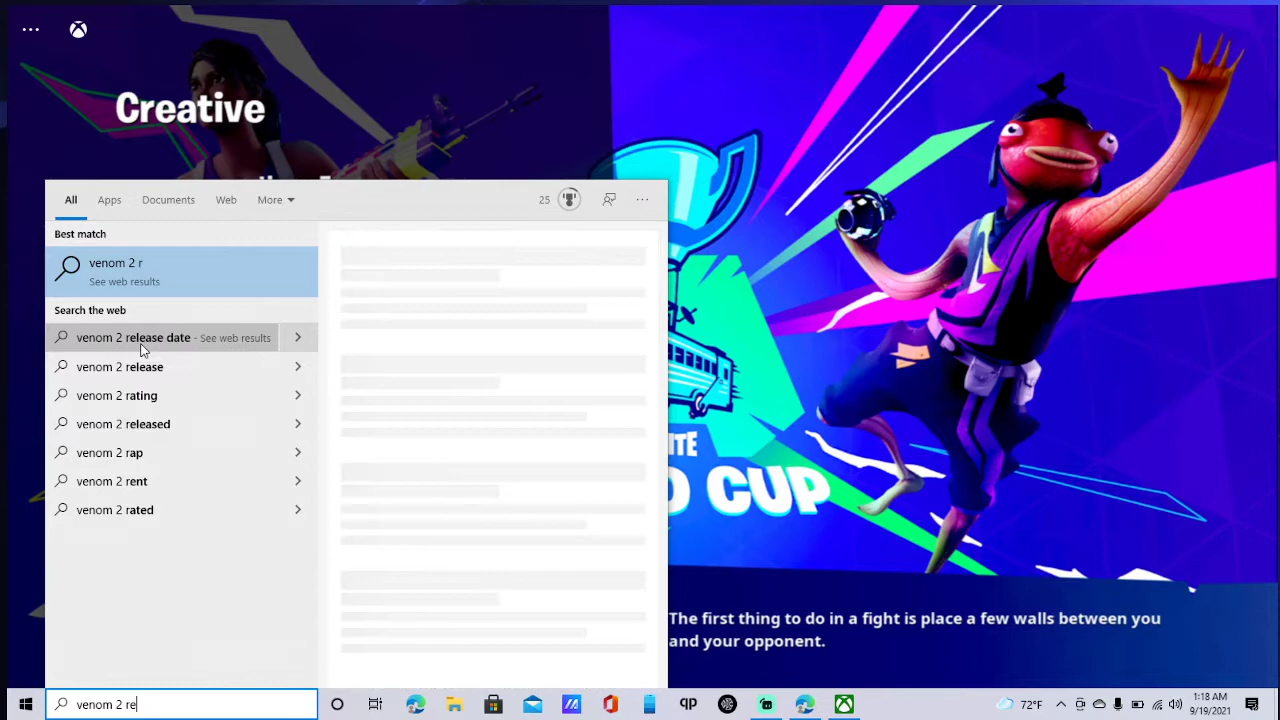 Creative
All Apps Documents Web More 25
Best match
venom 2 r
See web results
Search the web
venom 2 release date - See web results
venom 2 release
venom 2 rating
venom 2 released
venom 2 rap
venom 2 rent
venom 2 rated
CUP
The first thing to do in a fight is place a few walls between you
and your opponent.
venom 2 re
72°F
1:18 AM
9/19/2021